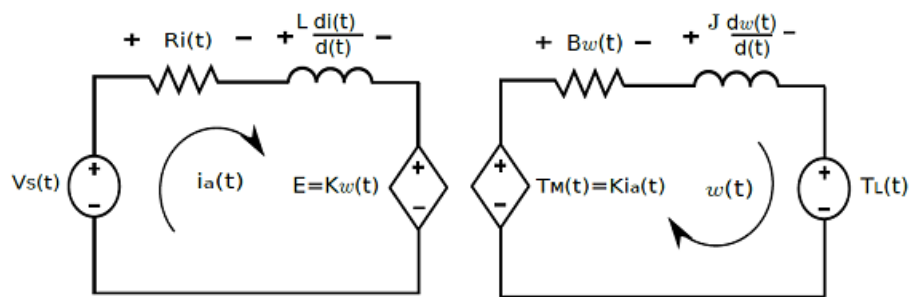 + Ri(t) − + L di(t)/d(t) −
+ Bw(t) − + J dw(t)/d(t) −
Vs(t)
+
−
ia(t)
E=Kw(t)
+
−
+
−
TM(t)=Kia(t)
w(t)
+
−
TL(t)